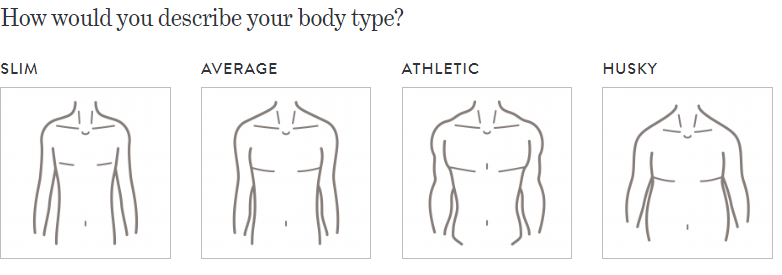 How would you describe your body type?
SLIM
AVERAGE
ATHLETIC
HUSKY